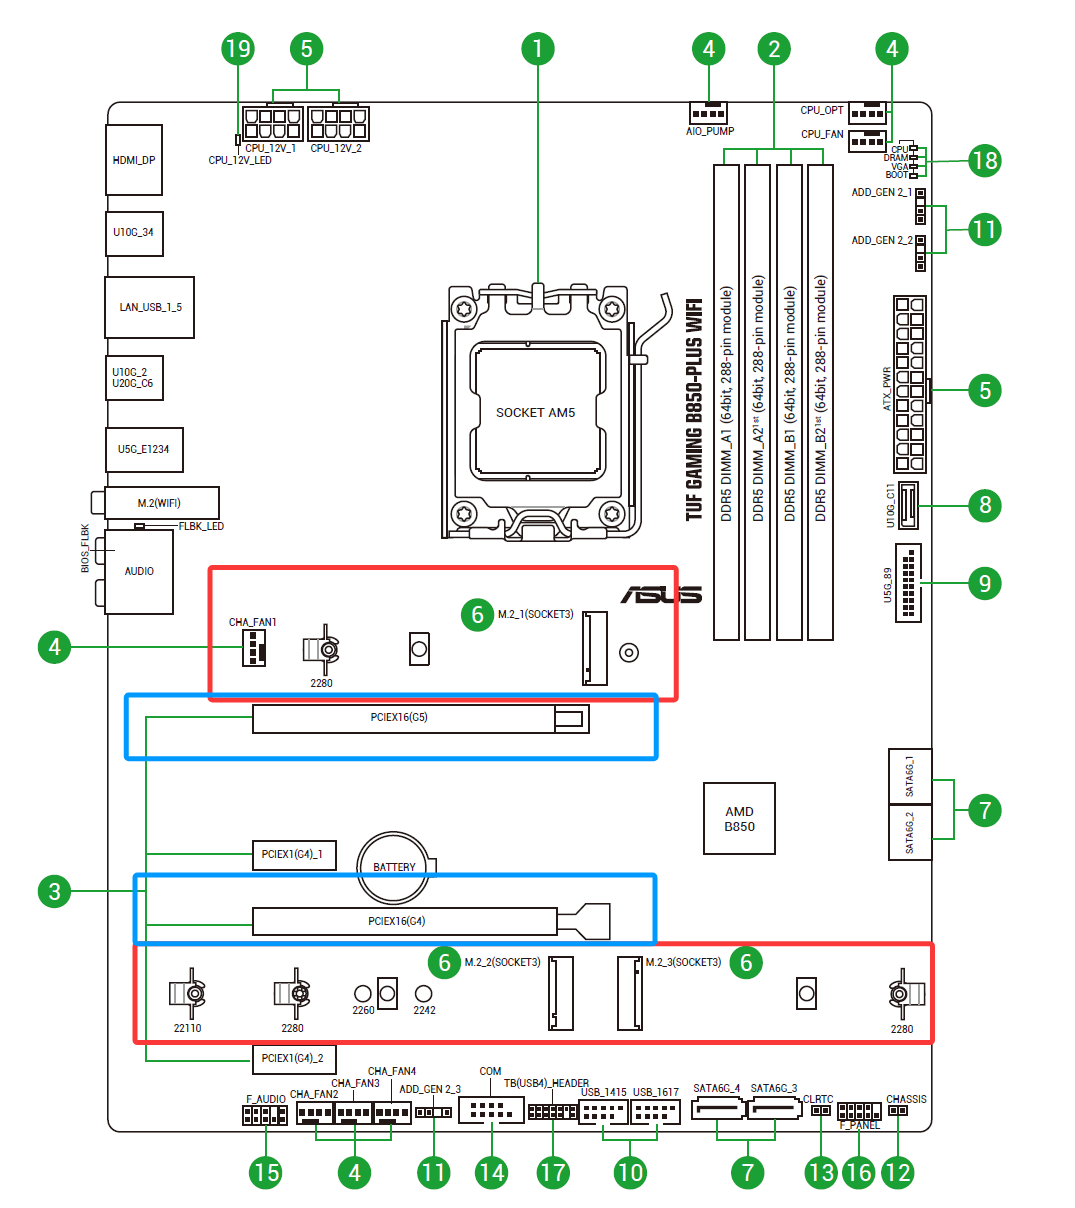 19
5
1
4
2
4
CPU_12V_1
CPU_12V_2
CPU_12V_LED
AIO_PUMP
CPU_OPT
CPU_FAN
CPU
DRAM
VGA
BOOT
18
HDMI_DP
ADD_GEN 2_1
11
ADD_GEN 2_2
U10G_34
LAN_USB_1_5
U10G_2
U20G_C6
U5G_E1234
M.2(WIFI)
FLBK_LED
BIOS_FLBK
AUDIO
SOCKET AM5
TUF GAMING B850-PLUS WIFI
DDR5 DIMM_A1 (64bit, 288-pin module)
DDR5 DIMM_A2 1st (64bit, 288-pin module)
DDR5 DIMM_B1 (64bit, 288-pin module)
DDR5 DIMM_B2 1st (64bit, 288-pin module)
ATX_PWR
5
U10G_C11
8
U5G_89
9
ASUS
6
M.2_1(SOCKET3)
CHA_FAN1
4
2280
PCIEX16(G5)
SATA6G_1
SATA6G_2
7
AMD
B850
PCIEX1(G4)_1
BATTERY
3
PCIEX16(G4)
6
M.2_2(SOCKET3)
M.2_3(SOCKET3)
6
22110
2280
2260
2242
2280
PCIEX1(G4)_2
F_AUDIO
CHA_FAN2
CHA_FAN3
CHA_FAN4
ADD_GEN 2_3
COM
TB(USB4)_HEADER
USB_1415
USB_1617
SATA6G_4
SATA6G_3
CLRTC
F_PANEL
CHASSIS
15
4
11
14
17
10
7
13
16
12